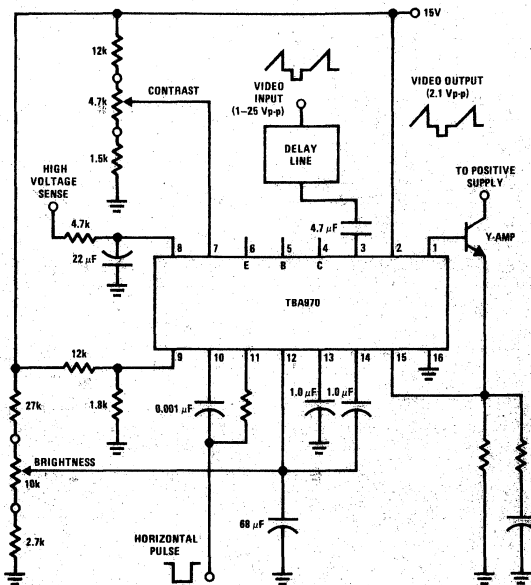 15V
12k
4.7k
CONTRAST
1.5k
VIDEO
INPUT
(1–25 Vp-p)
DELAY
LINE
VIDEO OUTPUT
(2.1 Vp-p)
HIGH
VOLTAGE
SENSE
4.7k
22 µF
4.7 µF
TO POSITIVE
SUPPLY
Y-AMP
8 7 6 5 4 3 2 1
E B C
TBA970
9 10 11 12 13 14 15 16
12k
1.8k
0.001 µF
1.0 µF
1.0 µF
27k
BRIGHTNESS
10k
2.7k
68 µF
HORIZONTAL
PULSE